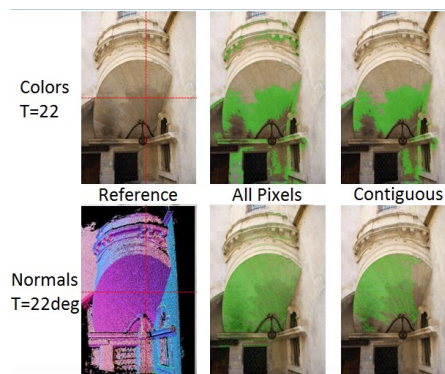 Colors
T=22
Reference
All Pixels
Contiguous
Normals
T=22deg